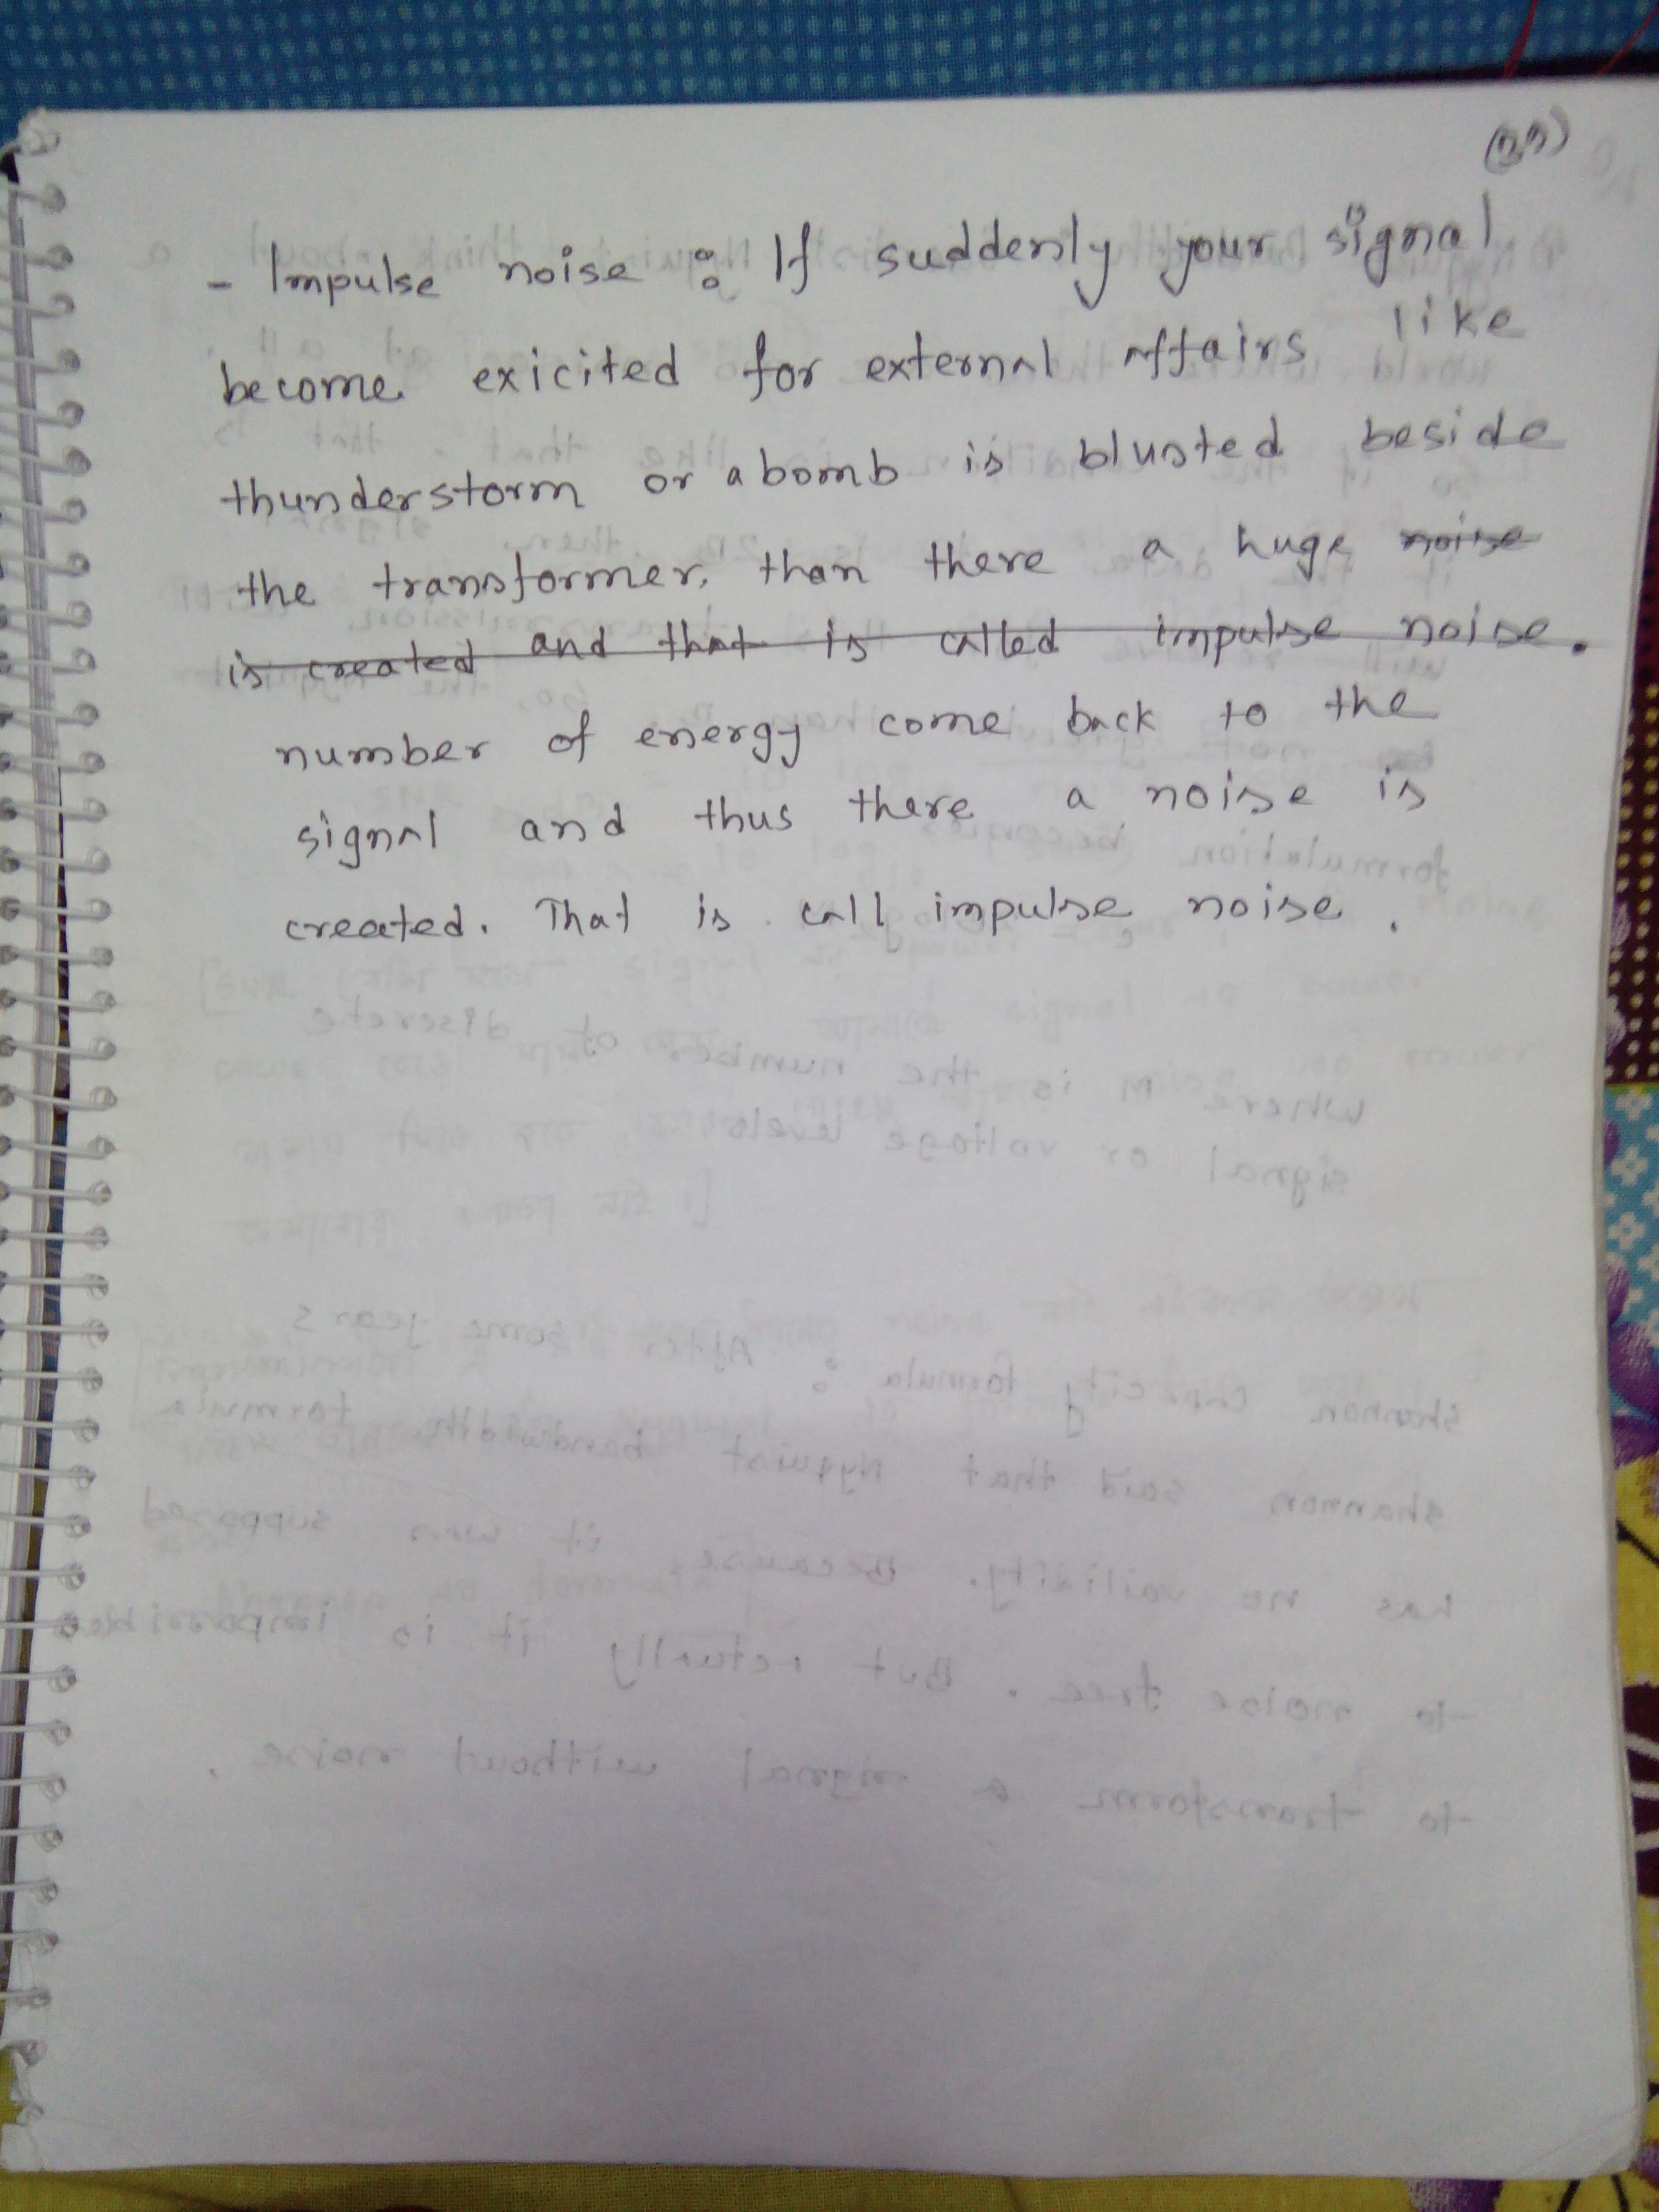 - Impulse noise : If suddenly your signal
become exicited for external affairs like
thunderstorm or a bomb is blusted beside
the transformer, than there a huge noise
is created and that is called impulse noise.
number of energy come back to the
signal and thus there a noise is
created. That is call impulse noise.